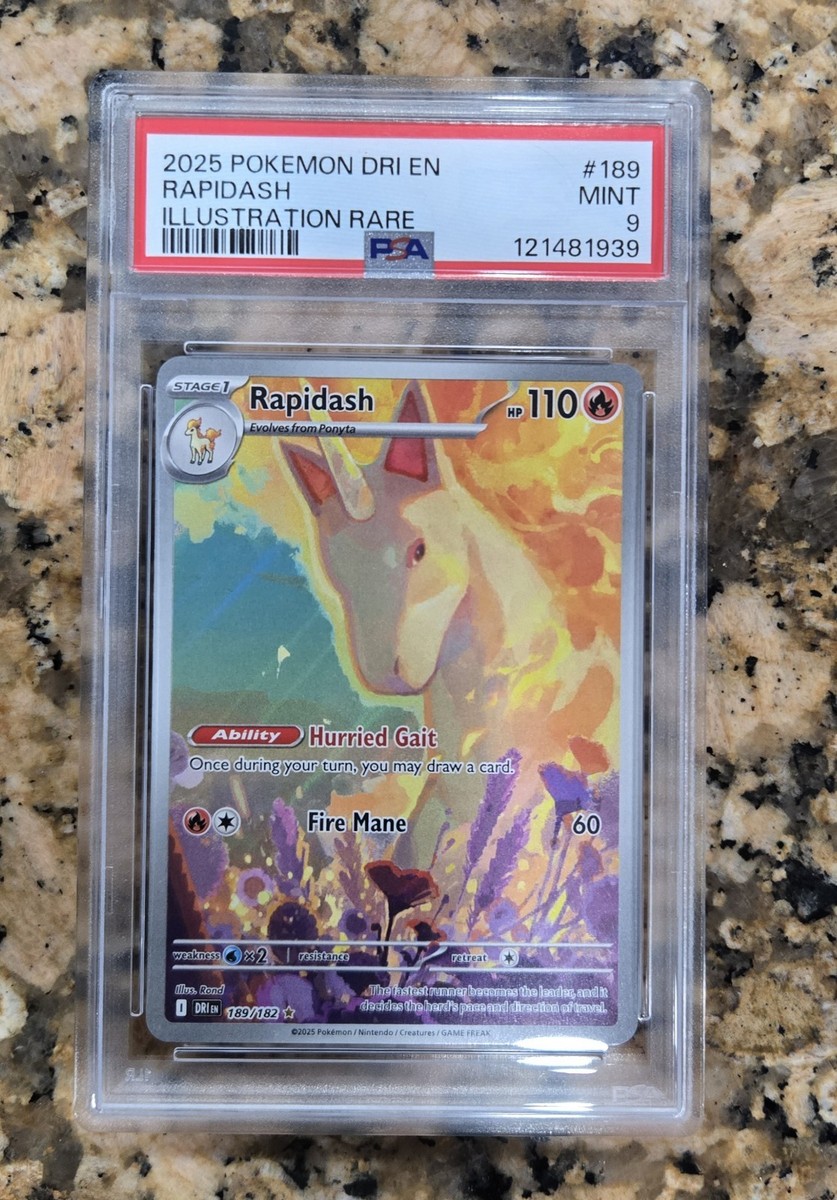 2025 POKEMON DRI EN #189
RAPIDASH MINT
ILLUSTRATION RARE 9
PSA 121481939
STAGE 1 Rapidash HP 110
Evolves from Ponyta
Ability Hurried Gait
Once during your turn, you may draw a card.
Fire Mane 60
weakness ×2 resistance retreat
Illus. Rond
The fastest runner becomes the leader, and it
decides the herd's pace and direction of travel.
I DRI EN 189/182
©2025 Pokémon / Nintendo / Creatures / GAME FREAK
PSA